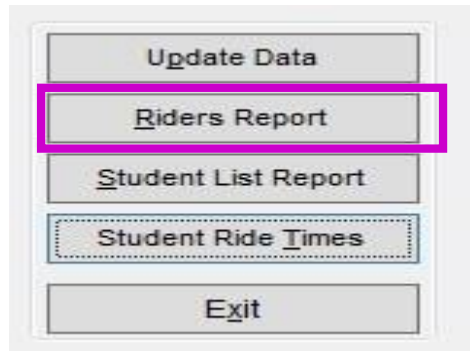 Update Data
Riders Report
Student List Report
Student Ride Times
Exit